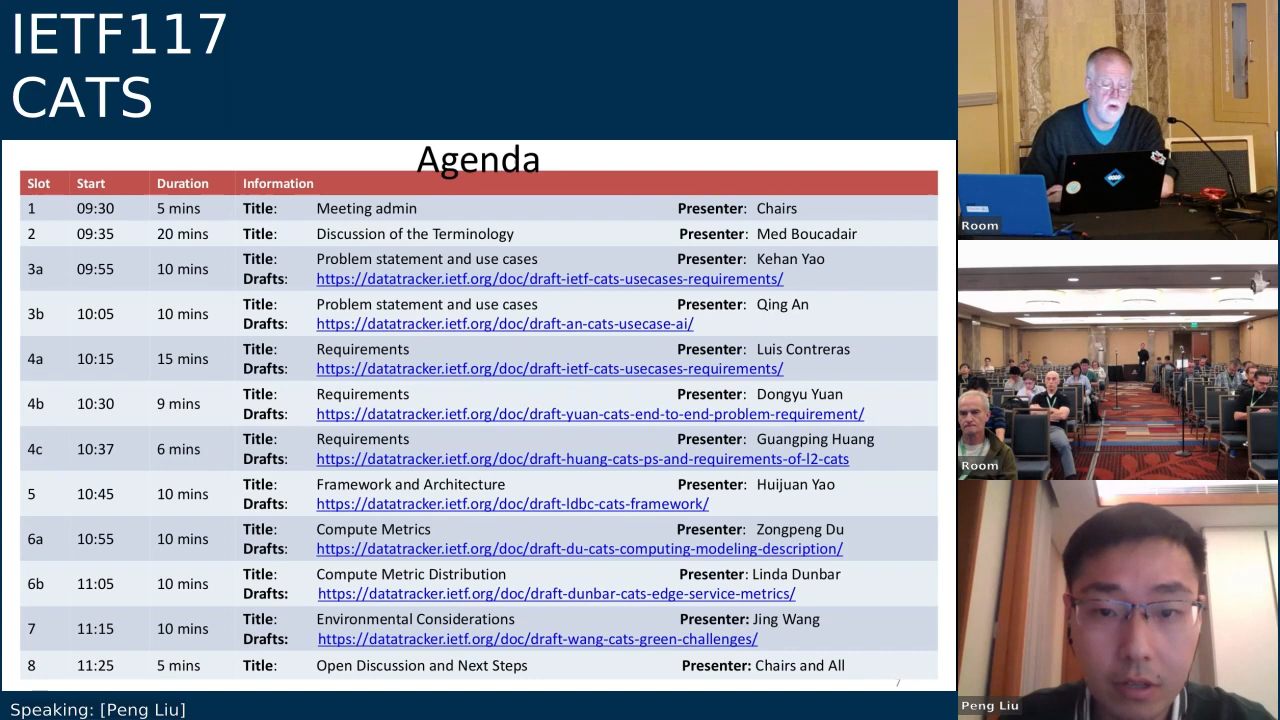 IETF117
CATS
Agenda
Slot Start Duration Information
1 09:30 5 mins Title: Meeting admin Presenter: Chairs
2 09:35 20 mins Title: Discussion of the Terminology Presenter: Med Boucadair
3a 09:55 10 mins Title: Problem statement and use cases Presenter: Kehan Yao
Drafts: https://datatracker.ietf.org/doc/draft-ietf-cats-usecases-requirements/
3b 10:05 10 mins Title: Problem statement and use cases Presenter: Qing An
Drafts: https://datatracker.ietf.org/doc/draft-an-cats-usecase-ai/
4a 10:15 15 mins Title: Requirements Presenter: Luis Contreras
Drafts: https://datatracker.ietf.org/doc/draft-ietf-cats-usecases-requirements/
4b 10:30 9 mins Title: Requirements Presenter: Dongyu Yuan
Drafts: https://datatracker.ietf.org/doc/draft-yuan-cats-end-to-end-problem-requirement/
4c 10:37 6 mins Title: Requirements Presenter: Guangping Huang
Drafts: https://datatracker.ietf.org/doc/draft-huang-cats-ps-and-requirements-of-l2-cats
5 10:45 10 mins Title: Framework and Architecture Presenter: Huijuan Yao
Drafts: https://datatracker.ietf.org/doc/draft-ldbc-cats-framework/
6a 10:55 10 mins Title: Compute Metrics Presenter: Zongpeng Du
Drafts: https://datatracker.ietf.org/doc/draft-du-cats-computing-modeling-description/
6b 11:05 10 mins Title: Compute Metric Distribution Presenter: Linda Dunbar
Drafts: https://datatracker.ietf.org/doc/draft-dunbar-cats-edge-service-metrics/
7 11:15 10 mins Title: Environmental Considerations Presenter: Jing Wang
Drafts: https://datatracker.ietf.org/doc/draft-wang-cats-green-challenges/
8 11:25 5 mins Title: Open Discussion and Next Steps Presenter: Chairs and All
7
Speaking: [Peng Liu]
Room
Room
Peng Liu